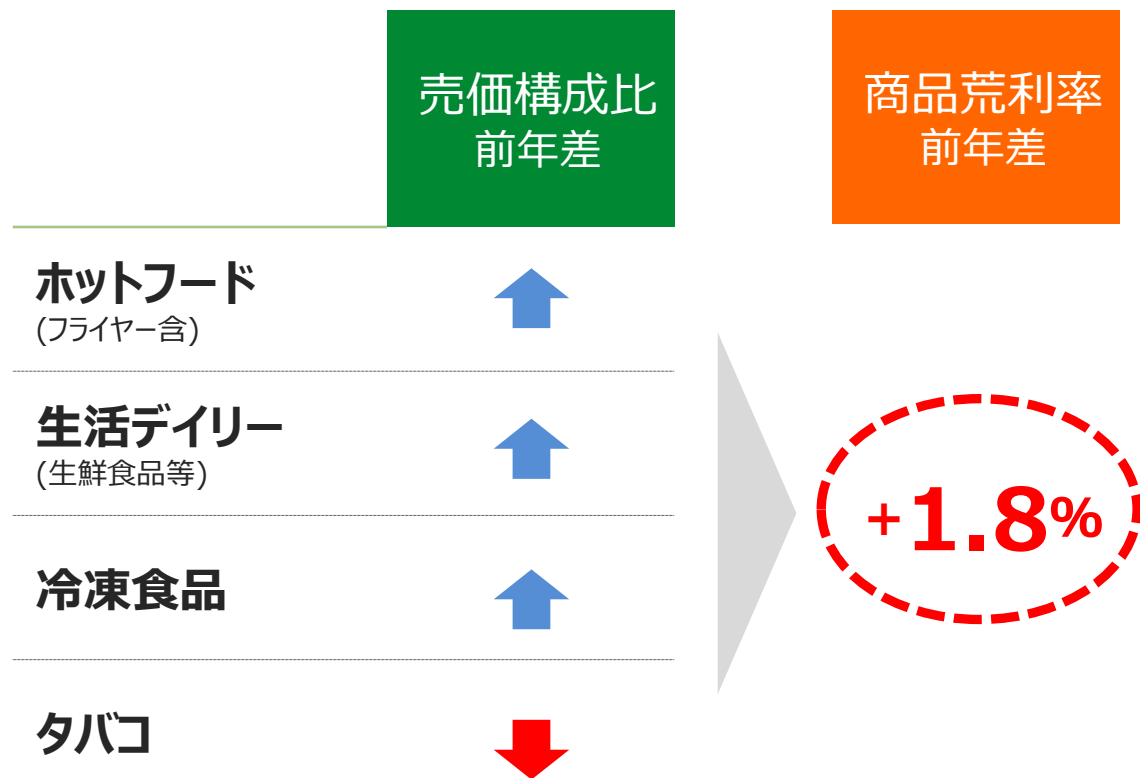 売価構成比
前年差
商品荒利率
前年差
ホットフード
(フライヤー含)
生活デイリー
(生鮮食品等)
冷凍食品
タバコ
+1.8%